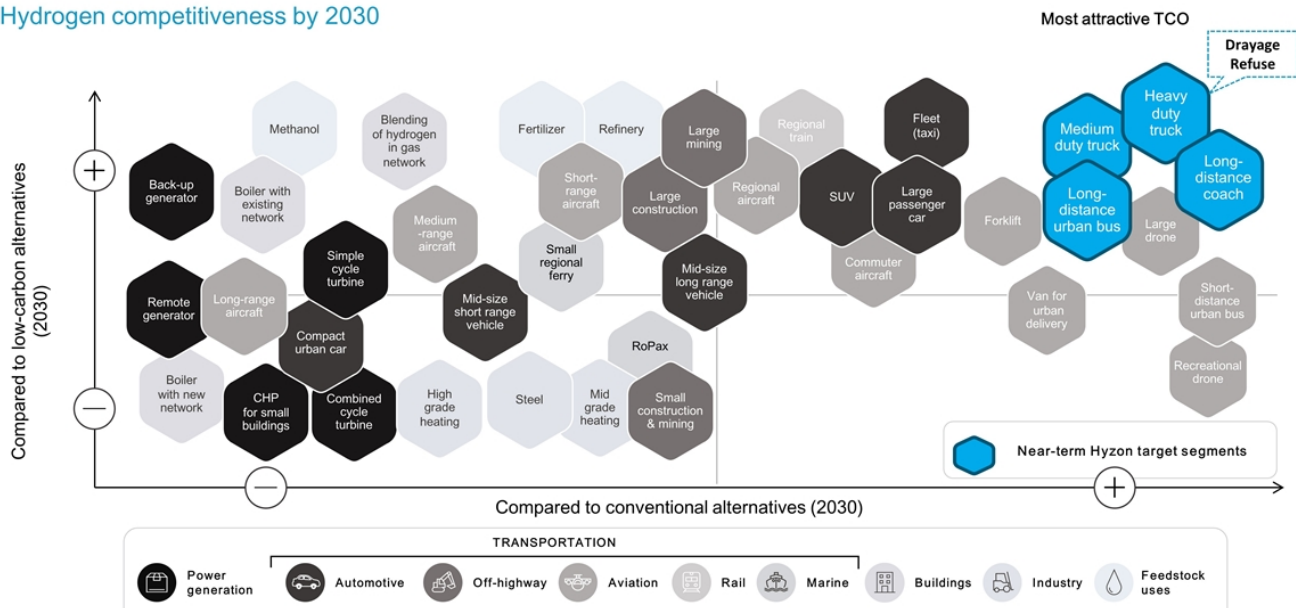 Hydrogen competitiveness by 2030
Most attractive TCO
Drayage
Refuse
Compared to low-carbon alternatives
(2030)
Methanol
Blending
of hydrogen
in gas
network
Fertilizer
Refinery
Large
mining
Regional
train
Fleet
(taxi)
Medium
duty truck
Heavy
duty
truck
Long-
distance
coach
Back-up
generator
Boiler with
existing
network
Medium
-range
aircraft
Short-
range
aircraft
Large
construction
Regional
aircraft
SUV
Large
passenger
car
Forklift
Long-
distance
urban bus
Large
drone
Simple
cycle
turbine
Small
regional
ferry
Commuter
aircraft
Remote
generator
Long-range
aircraft
Compact
urban car
Mid-size
short range
vehicle
Mid-size
long range
vehicle
Van for
urban
delivery
Short-
distance
urban bus
RoPax
Recreational
drone
Boiler
with new
network
CHP
for small
buildings
Combined
cycle
turbine
High
grade
heating
Steel
Mid
grade
heating
Small
construction
& mining
Near-term Hyzon target segments
Compared to conventional alternatives (2030)
TRANSPORTATION
Power
generation
Automotive
Off-highway
Aviation
Rail
Marine
Buildings
Industry
Feedstock
uses